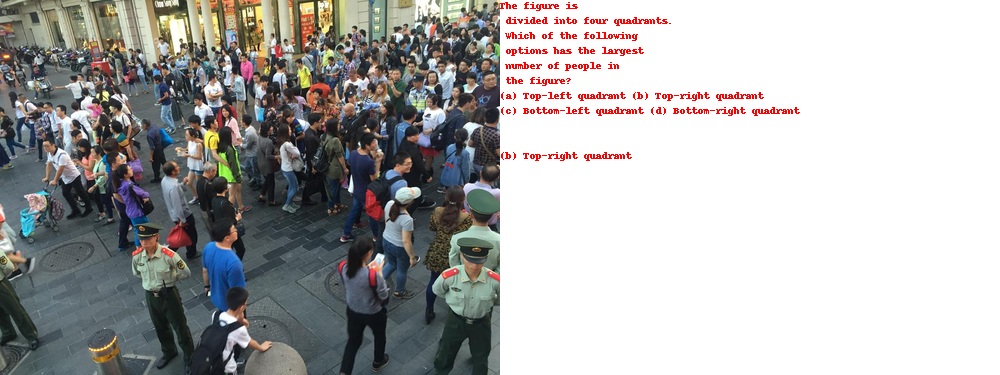 The figure is
divided into four quadrants.
Which of the following
options has the largest
number of people in
the figure?
(a) Top-left quadrant (b) Top-right quadrant
(c) Bottom-left quadrant (d) Bottom-right quadrant
(b) Top-right quadrant